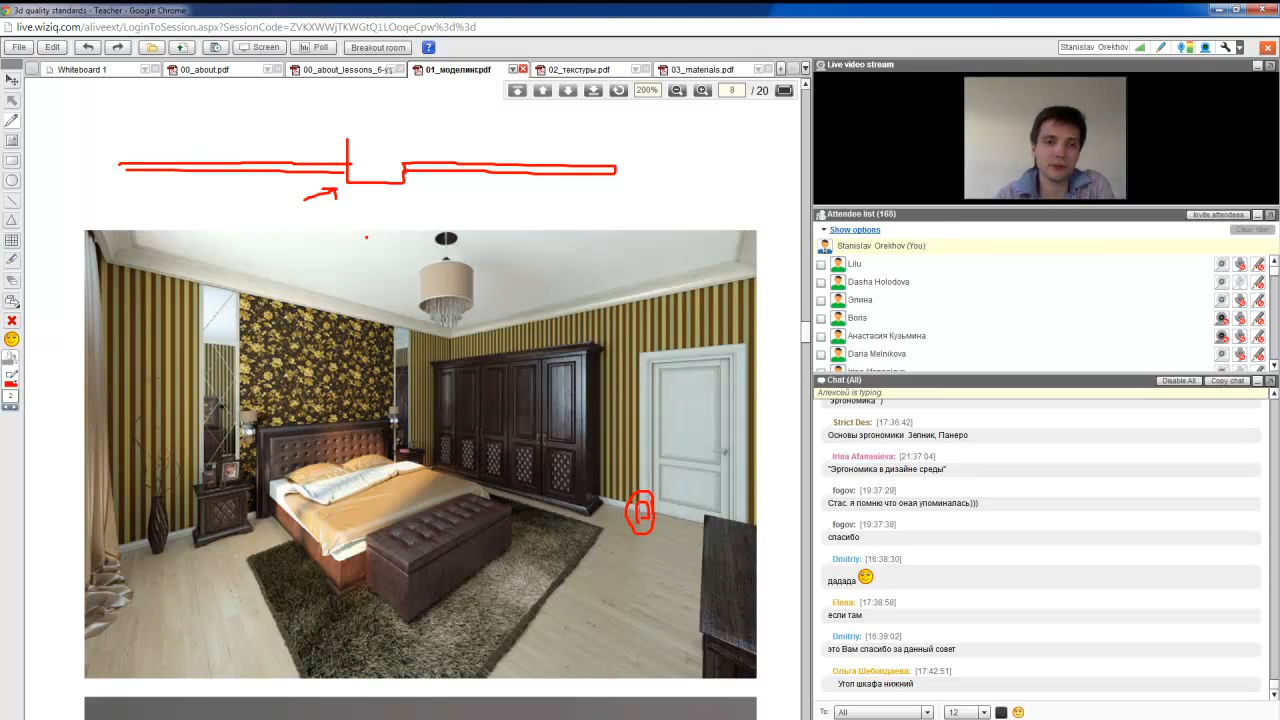 3d quality standards - Teacher - Google Chrome
live.wiziq.com/aliveext/LoginToSession.aspx?SessionCode=ZVKXWWjTKWGtQ1LOoqeCpw%3d%3d
File Edit Screen Poll Breakout room ? Stanislav Orekhov
Whiteboard 1 00_about.pdf 01_моделинг.pdf 02_текстуры.pdf 03_materials.pdf
200% 8 / 20
2
Live video stream
Attendee list (168)
Invite attendees
Show options
Clear filter
Stanislav Orekhov (You)
Lilu
Dasha Holodova
Элина
Boris
Анастасия Кузьмина
Daria Melnikova
Chat (All)
Disable All Copy chat
Алексей is typing.
эргономика )
Strict Des: [17:36:42]
Основы эргономики Зепник, Панеро
Irina Afanasieva: [21:37:04]
"Эргономика в дизайне среды"
fogov: [19:37:29]
Стас. я помню что оная упоминалась)))
fogov: [19:37:38]
спасибо
Dmitriy: [16:38:30]
дадада
Elena: [17:38:58]
если там
Dmitriy: [16:39:02]
это Вам спасибо за данный совет
Ольга Шеболдаева: [17:42:51]
Угол шкафа нижний
To: All 12